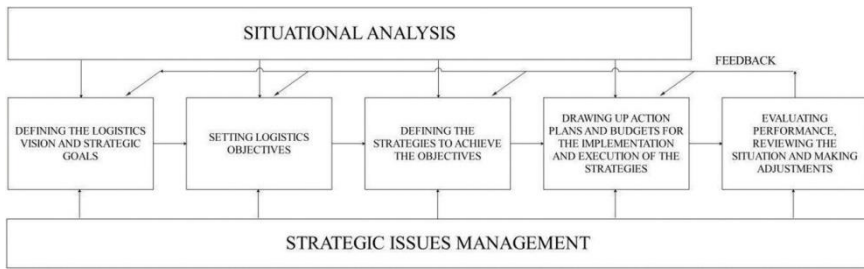 SITUATIONAL ANALYSIS
FEEDBACK
DEFINING THE LOGISTICS
VISION AND STRATEGIC
GOALS
SETTING LOGISTICS
OBJECTIVES
DEFINING THE
STRATEGIES TO ACHIEVE
THE OBJECTIVES
DRAWING UP ACTION
PLANS AND BUDGETS FOR
THE IMPLEMENTATION
AND EXECUTION OF THE
STRATEGIES
EVALUATING
PERFORMANCE,
REVIEWING THE
SITUATION AND MAKING
ADJUSTMENTS
STRATEGIC ISSUES MANAGEMENT